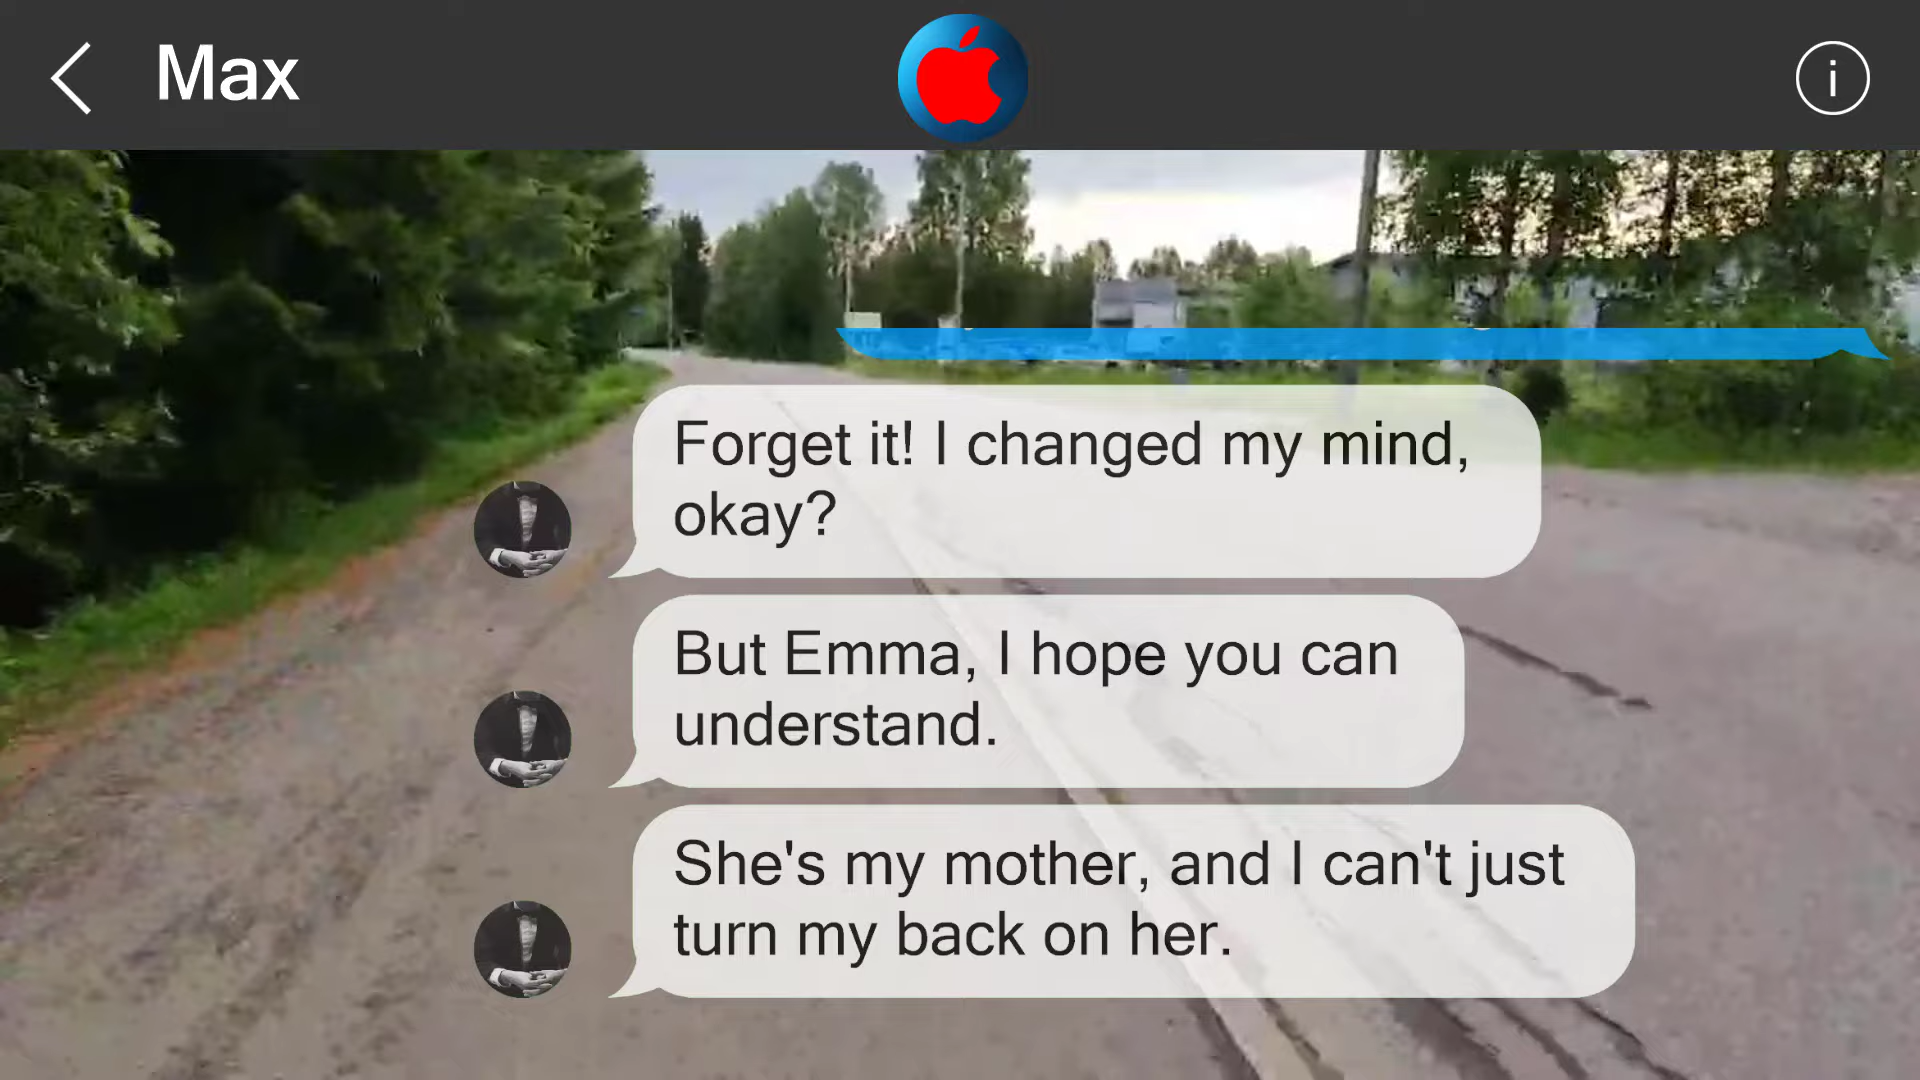 Max
i
Forget it! I changed my mind,
okay?
But Emma, I hope you can
understand.
She's my mother, and I can't just
turn my back on her.